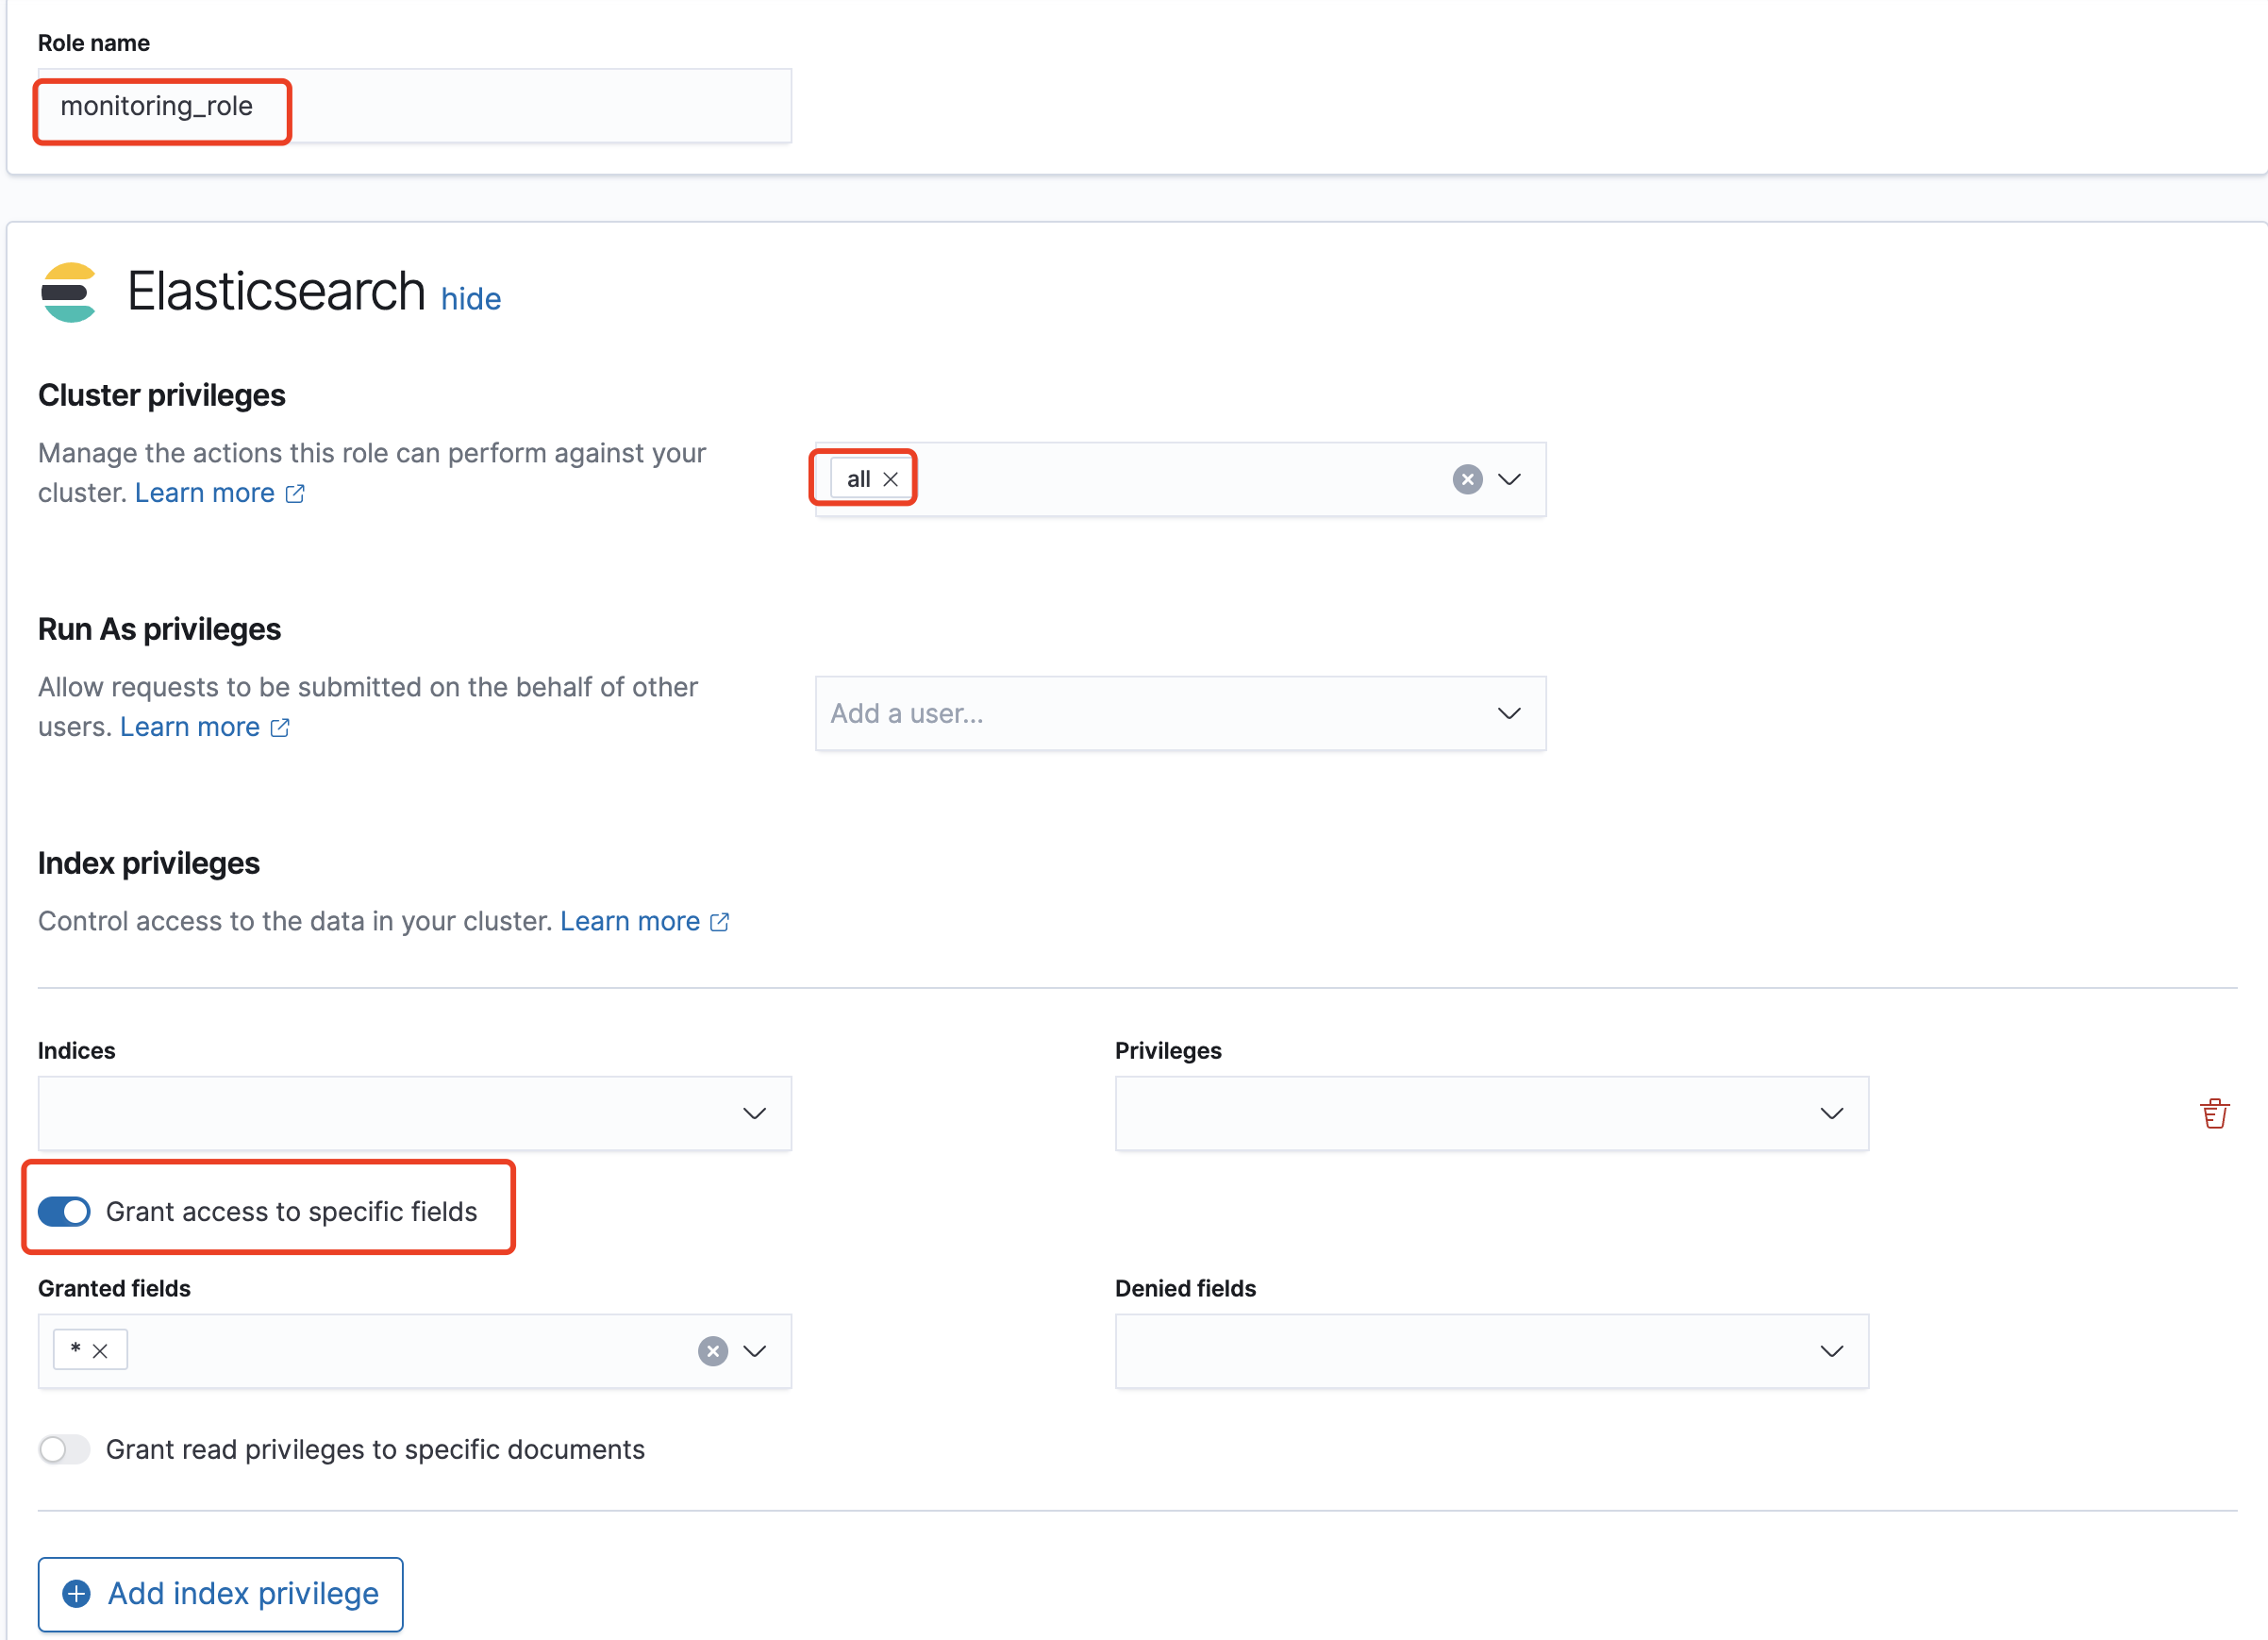 Role name
monitoring_role
Elasticsearch hide
Cluster privileges
Manage the actions this role can perform against your
cluster. Learn more
all
Run As privileges
Allow requests to be submitted on the behalf of other
users. Learn more
Add a user...
Index privileges
Control access to the data in your cluster. Learn more
Indices
Privileges
Grant access to specific fields
Granted fields
Denied fields
*
Grant read privileges to specific documents
Add index privilege